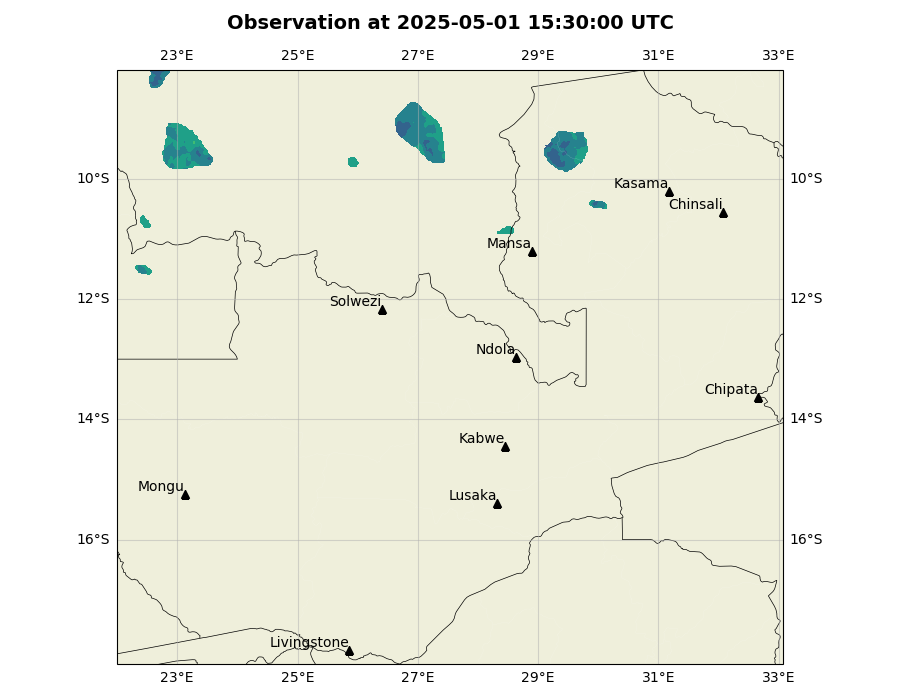 Observation at 2025-05-01 15:30:00 UTC
23°E 25°E 27°E 29°E 31°E 33°E
10°S 10°S
Kasama
Chinsali
Mansa
12°S 12°S
Solwezi
Ndola
Chipata
14°S 14°S
Kabwe
Mongu
Lusaka
16°S 16°S
Livingstone
23°E 25°E 27°E 29°E 31°E 33°E